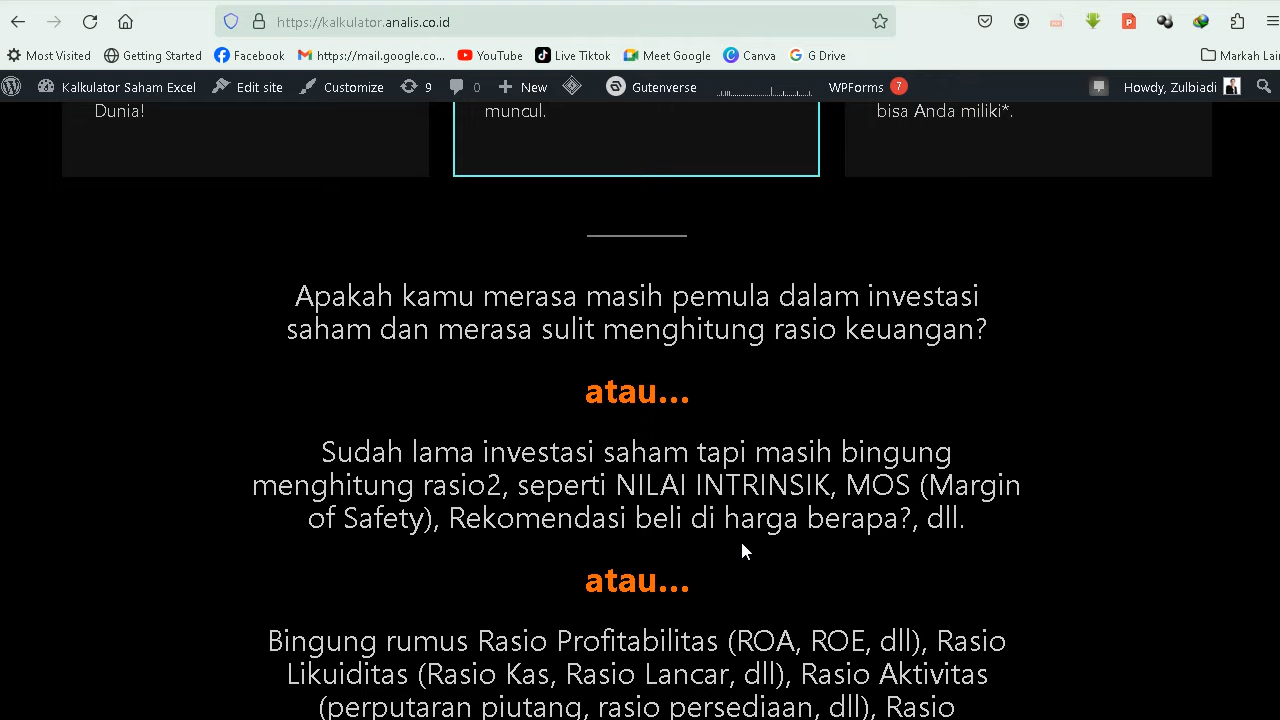 https://kalkulator.analis.co.id
Most Visited
Getting Started
Facebook
https://mail.google.co...
YouTube
Live Tiktok
Meet Google
Canva
G Drive
Markah Lain
Kalkulator Saham Excel
Edit site
Customize
9
0
New
Gutenverse
WPForms
7
Howdy, Zulbiadi
Dunia!
muncul.
bisa Anda miliki*.
Apakah kamu merasa masih pemula dalam investasi
saham dan merasa sulit menghitung rasio keuangan?
atau...
Sudah lama investasi saham tapi masih bingung
menghitung rasio2, seperti NILAI INTRINSIK, MOS (Margin
of Safety), Rekomendasi beli di harga berapa?, dll.
atau...
Bingung rumus Rasio Profitabilitas (ROA, ROE, dll), Rasio
Likuiditas (Rasio Kas, Rasio Lancar, dll), Rasio Aktivitas
(perputaran piutang, rasio persediaan, dll), Rasio